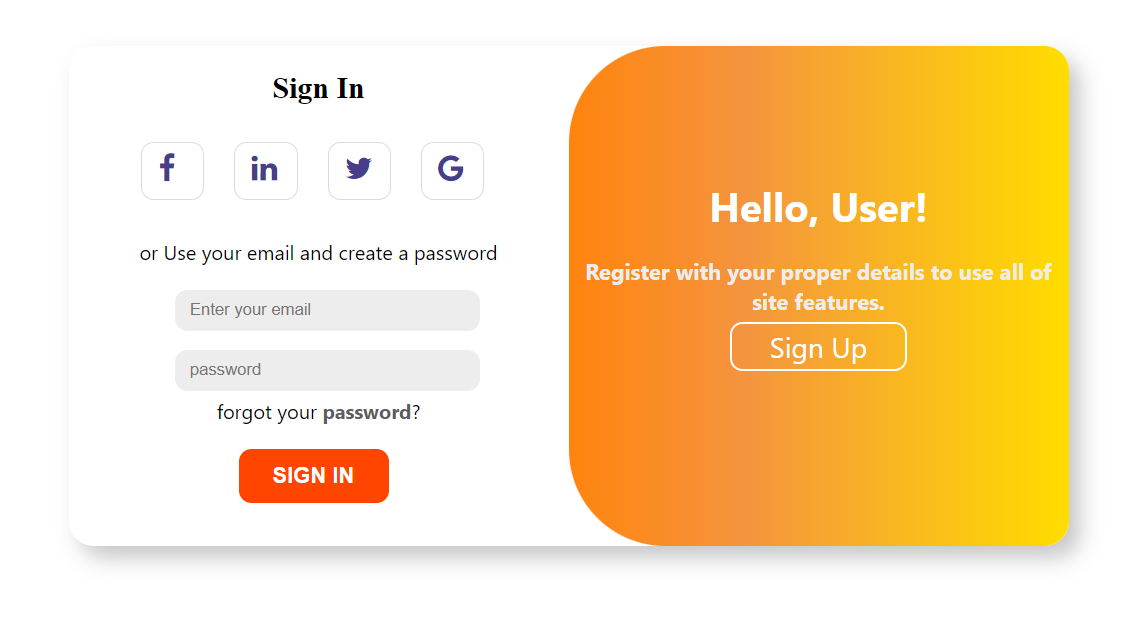 Sign In
f in G
or Use your email and create a password
Enter your email
password
forgot your password?
SIGN IN
Hello, User!
Register with your proper details to use all of
site features.
Sign Up